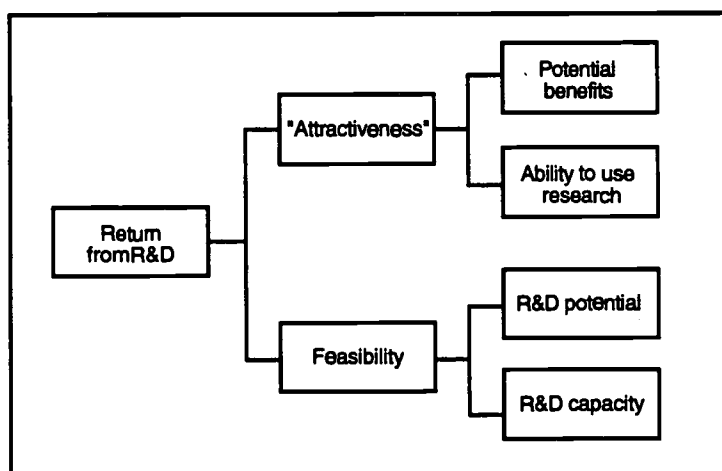 Potential
benefits
"Attractiveness"
Ability to use
research
Return
fromR&D
R&D potential
Feasibility
R&D capacity